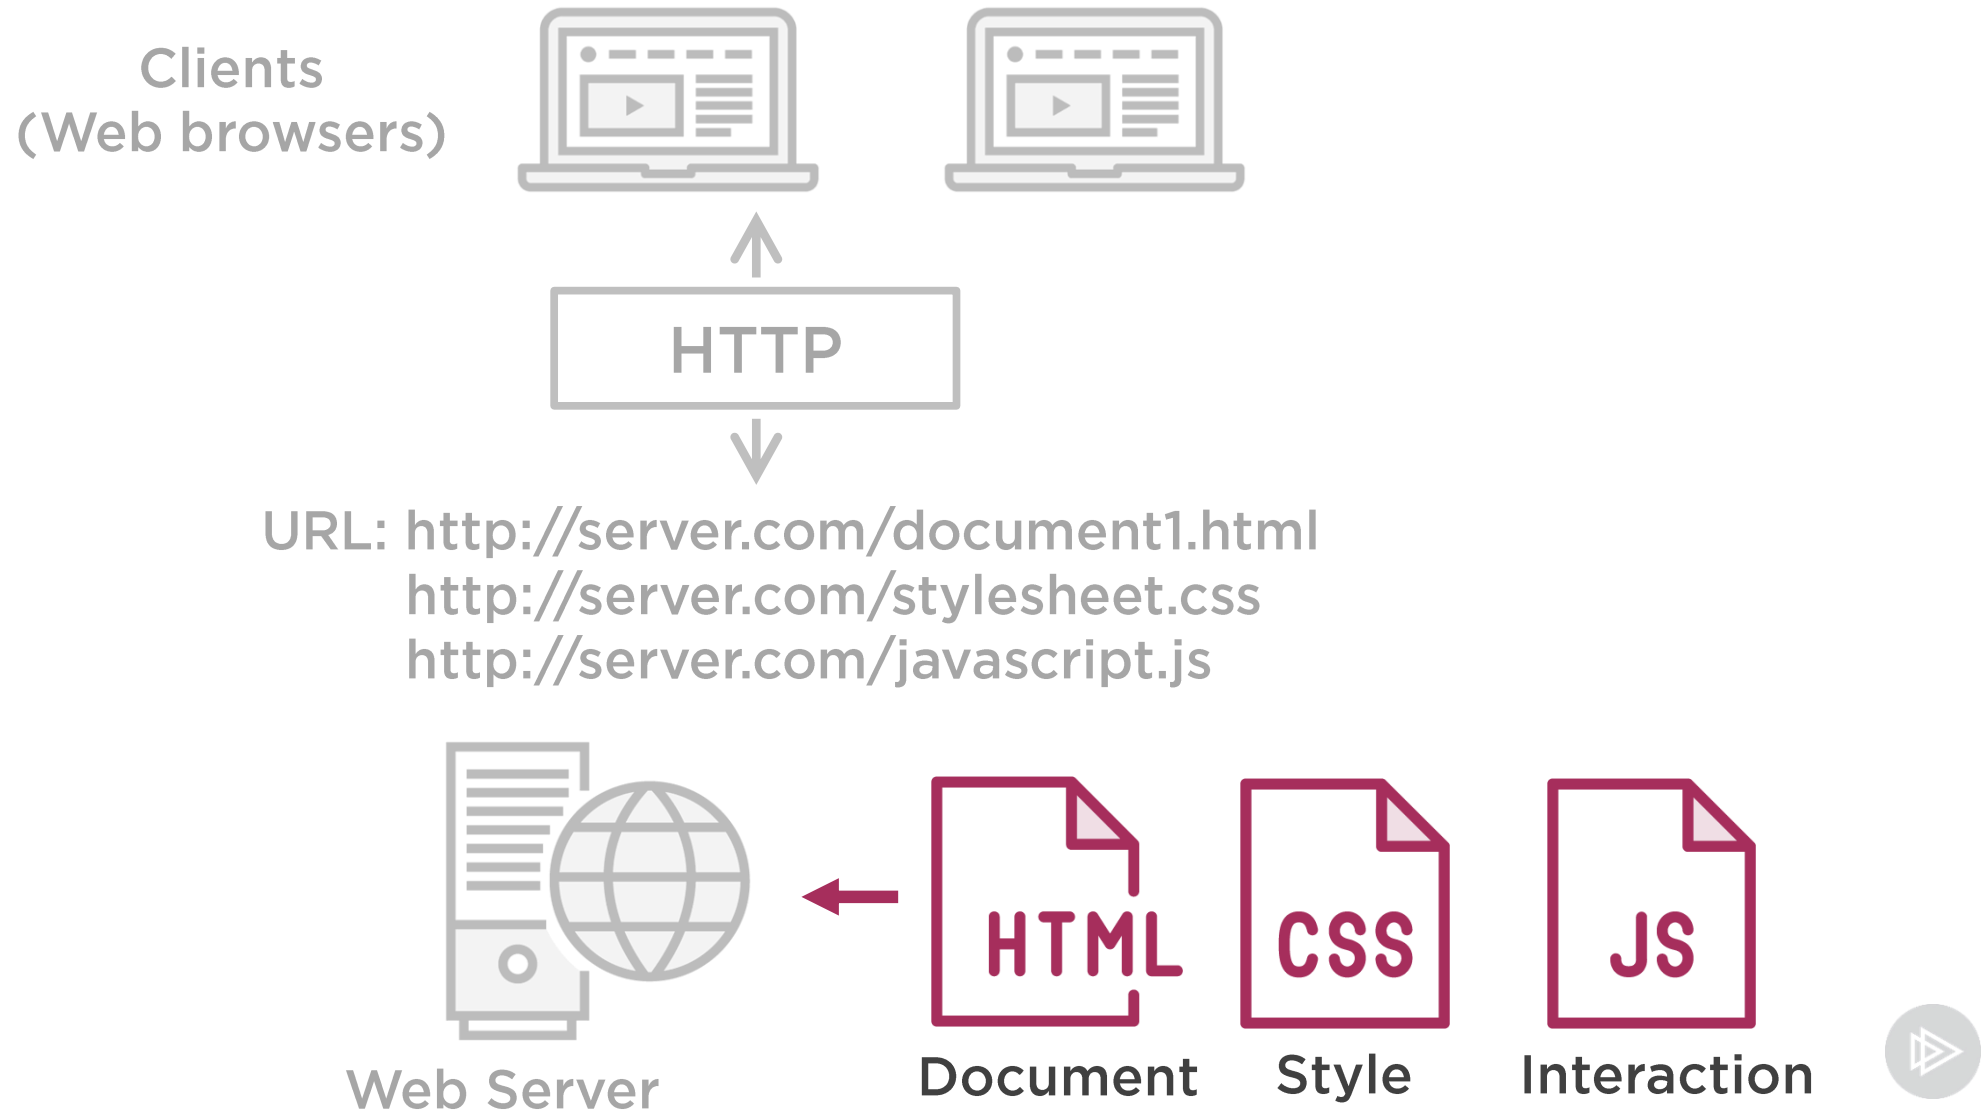 Clients
(Web browsers)
HTTP
URL: http://server.com/document1.html
http://server.com/stylesheet.css
http://server.com/javascript.js
HTML
CSS
JS
Web Server
Document
Style
Interaction